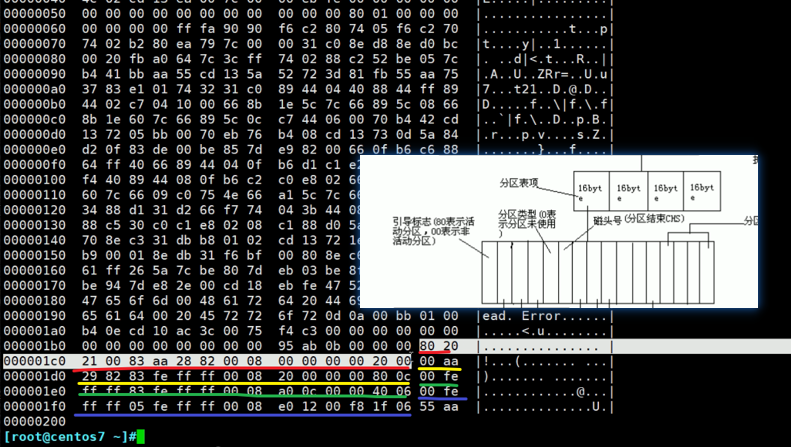 00000050 00 00 00 00 00 00 00 00 00 00 00 00 80 01 00 00 |................|
00000060 00 00 00 00 ff fa 90 90 f6 c2 80 74 05 f6 c2 70 |...........t...p|
00000070 74 02 b2 80 ea 79 7c 00 00 31 c0 8e d8 8e d0 bc |t....y|..1......|
00000080 00 20 fb a0 64 7c 3c ff 74 02 88 c2 52 be 05 7c |. ..d|<.t...R..||
00000090 b4 41 bb aa 55 cd 13 5a 52 72 3d 81 fb 55 aa 75 |.A..U..ZRr=..U.u|
000000a0 37 83 e1 01 74 32 31 c0 89 44 04 40 88 44 ff 89 |7...t21..D.@.D..|
000000b0 44 02 c7 04 10 00 66 8b 1e 5c 7c 66 89 5c 08 66 |D.....f..\|f.\.f|
000000c0 8b 1e 60 7c 66 89 5c 0c c7 44 06 00 70 b4 42 cd |..`|f.\..D..p.B.|
000000d0 13 72 05 bb 00 70 eb 76 b4 08 cd 13 73 0d 5a 84 |.r...p.v....s.Z.|
000000e0 d2 0f 83 de 00 be 85 7d e9 82 00 66 0f b6 c6 88 |.......}...f....|
000000f0 64 ff 40 66 89 44 04 0f b6 d1 c1 e2
00000100 f4 40 89 44 08 0f b6 c2 c0 e8 02 66
00000110 60 7c 66 09 c0 75 4e 66 a1 5c 7c 66
00000120 34 88 d1 31 d2 66 f7 74 04 3b 44 08
00000130 88 c5 30 c0 c1 e8 02 08 c1 88 d0 5a
00000140 70 8e c3 31 db b8 01 02 cd 13 72 1e
00000150 b9 00 01 8e db 31 f6 bf 00 80 8e c6
00000160 61 ff 26 5a 7c be 80 7d eb 03 be 8f
00000170 be 94 7d e8 2e 00 cd 18 eb fe 47 52
00000180 47 65 6f 6d 00 48 61 72 64 20 44 69
00000190 65 61 64 00 20 45 72 72 6f 72 0d 0a 00 bb 01 00 |ead. Error......|
000001a0 b4 0e cd 10 ac 3c 00 75 f4 c3 00 00 00 00 00 00 |.....<.u........|
000001b0 00 00 00 00 00 00 00 00 95 ab 0b 00 00 00 80 20 |............... |
000001c0 21 00 83 aa 28 82 00 08 00 00 00 00 20 00 00 aa |!...(....... ...|
000001d0 29 82 83 fe ff ff 00 08 20 00 00 00 80 0c 00 fe |)....... .......|
000001e0 ff ff 83 fe ff ff 00 08 a0 0c 00 00 40 06 00 fe |............@...|
000001f0 ff ff 05 fe ff ff 00 08 e0 12 00 f8 1f 06 55 aa |..............U.|
00000200
[root@centos7 ~]#
分区表项
16byte
16byte
16byte
16byte
引导标志(80表示活动分区，00表示非活动分区)
分区类型(0表示分区未使用)
磁头号(分区结束CHS)
分区